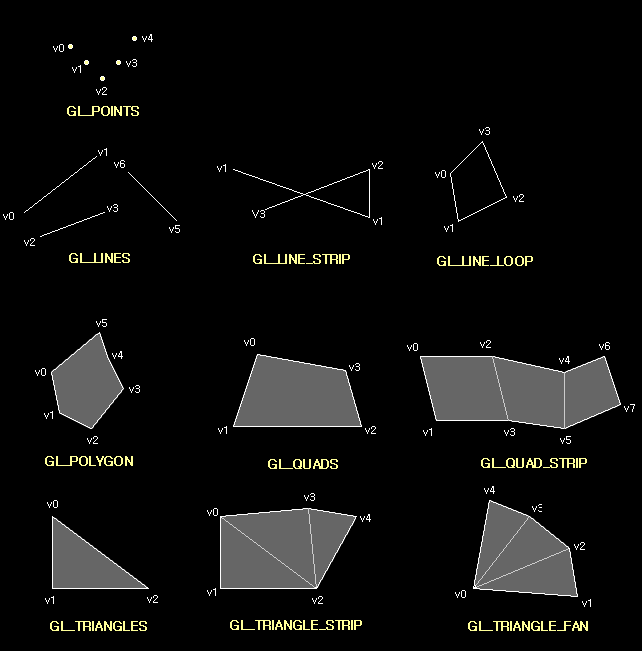 v0 v4
v1 v3
v2
GL_POINTS
v1 v6
v0 v3
v2 v5
GL_LINES
v1 v2
v3 v1
GL_LINE_STRIP
v3
v0
v2
v1
GL_LINE_LOOP
v5
v4
v0
v3
v1
v2
GL_POLYGON
v0
v3
v1 v2
GL_QUADS
v0 v2 v4 v6
v1 v3 v5 v7
GL_QUAD_STRIP
v0
v1 v2
GL_TRIANGLES
v3
v0 v4
v1 v2
GL_TRIANGLE_STRIP
v4
v3
v2
v0 v1
GL_TRIANGLE_FAN